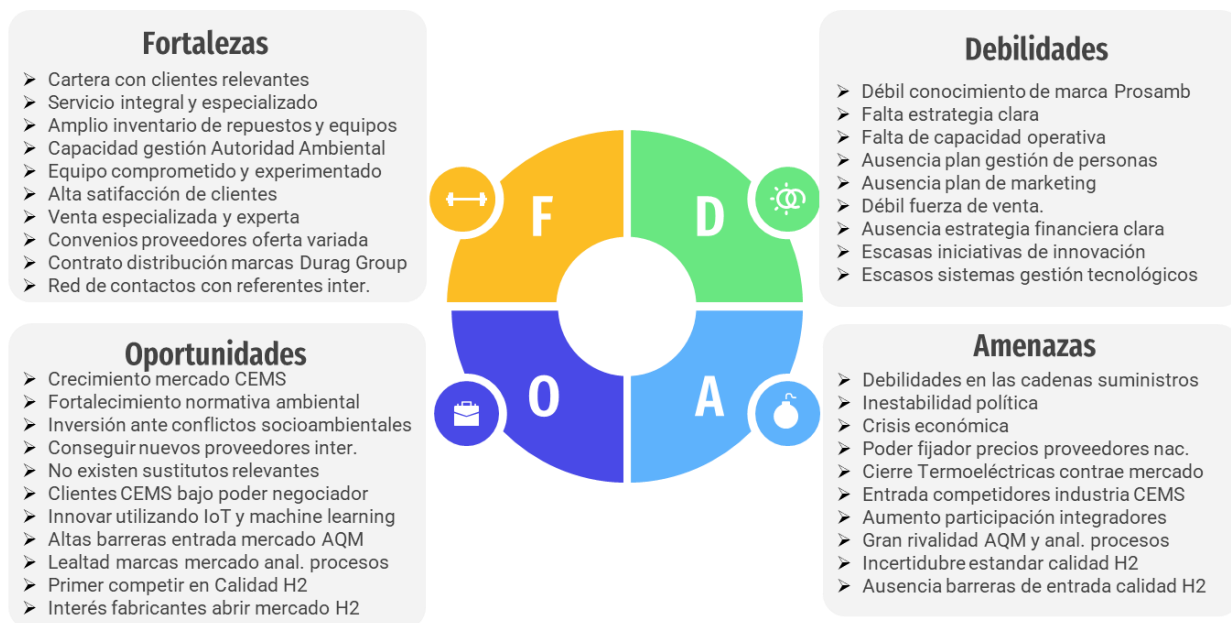 Fortalezas
➤ Cartera con clientes relevantes
➤ Servicio integral y especializado
➤ Amplio inventario de repuestos y equipos
➤ Capacidad gestión Autoridad Ambiental
➤ Equipo comprometido y experimentado
➤ Alta satifacción de clientes
➤ Venta especializada y experta
➤ Convenios proveedores oferta variada
➤ Contrato distribución marcas Durag Group
➤ Red de contactos con referentes inter.
Debilidades
➤ Débil conocimiento de marca Prosamb
➤ Falta estrategia clara
➤ Falta de capacidad operativa
➤ Ausencia plan gestión de personas
➤ Ausencia plan de marketing
➤ Débil fuerza de venta.
➤ Ausencia estrategia financiera clara
➤ Escasas iniciativas de innovación
➤ Escasos sistemas gestión tecnológicos
F
D
O
A
Oportunidades
➤ Crecimiento mercado CEMS
➤ Fortalecimiento normativa ambiental
➤ Inversión ante conflictos socioambientales
➤ Conseguir nuevos proveedores inter.
➤ No existen sustitutos relevantes
➤ Clientes CEMS bajo poder negociador
➤ Innovar utilizando IoT y machine learning
➤ Altas barreras entrada mercado AQM
➤ Lealtad marcas mercado anal. procesos
➤ Primer competir en Calidad H2
➤ Interés fabricantes abrir mercado H2
Amenazas
➤ Debilidades en las cadenas suministros
➤ Inestabilidad política
➤ Crisis económica
➤ Poder fijador precios proveedores nac.
➤ Cierre Termoeléctricas contrae mercado
➤ Entrada competidores industria CEMS
➤ Aumento participación integradores
➤ Gran rivalidad AQM y anal. procesos
➤ Incertidubre estandar calidad H2
➤ Ausencia barreras de entrada calidad H2